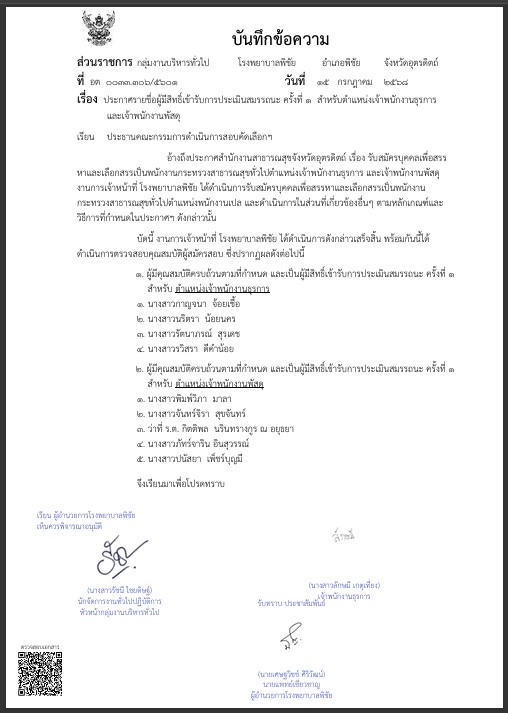 บันทึกข้อความ
ส่วนราชการ กลุ่มงานบริหารทั่วไป โรงพยาบาลพิชัย อำเภอพิชัย จังหวัดอุตรดิตถ์
ที่ อต ๐๐๓๓.๓๐๖/๕๖๐๑ วันที่ ๑๕ กรกฎาคม ๒๕๖๘
เรื่อง ประกาศรายชื่อผู้มีสิทธิ์เข้ารับการประเมินสมรรถนะ ครั้งที่ ๑ สำหรับตำแหน่งเจ้าพนักงานธุรการ
และเจ้าพนักงานพัสดุ
เรียน ประธานคณะกรรมการดำเนินการสอบคัดเลือกฯ
อ้างถึงประกาศสำนักงานสาธารณสุขจังหวัดอุตรดิตถ์ เรื่อง รับสมัครบุคคลเพื่อสรร
หาและเลือกสรรเป็นพนักงานกระทรวงสาธารณสุขทั่วไปตำแหน่งเจ้าพนักงานธุรการ และเจ้าพนักงานพัสดุ
งานการเจ้าหน้าที่ โรงพยาบาลพิชัย ได้ดำเนินการรับสมัครบุคคลเพื่อสรรหาและเลือกสรรเป็นพนักงาน
กระทรวงสาธารณสุขทั่วไปตำแหน่งพนักงานเปล และดำเนินการในส่วนที่เกี่ยวข้องอื่นๆ ตามหลักเกณฑ์และ
วิธีการที่กำหนดในประกาศฯ ดังกล่าวนั้น
บัดนี้ งานการเจ้าหน้าที่ โรงพยาบาลพิชัย ได้ดำเนินการดังกล่าวเสร็จสิ้น พร้อมกันนี้ได้
ดำเนินการตรวจสอบคุณสมบัติผู้สมัครสอบ ซึ่งปรากฏผลดังต่อไปนี้
๑. ผู้มีคุณสมบัติครบถ้วนตามที่กำหนด และเป็นผู้มีสิทธิ์เข้ารับการประเมินสมรรถนะ ครั้งที่ ๑
สำหรับ ตำแหน่งเจ้าพนักงานธุรการ
๑. นางสาวกาญจนา จ้อยเชื้อ
๒. นางสาวนริศรา น้อยนคร
๓. นางสาวรัตนาภรณ์ สุรเดช
๔. นางสาวรวิสรา ดีคำน้อย
๒. ผู้มีคุณสมบัติครบถ้วนตามที่กำหนด และเป็นผู้มีสิทธิ์เข้ารับการประเมินสมรรถนะ ครั้งที่ ๑
สำหรับ ตำแหน่งเจ้าพนักงานพัสดุ
๑. นางสาวพิมพ์วิภา มาลา
๒. นางสาวจันทร์จิรา สุขจันทร์
๓. ว่าที่ ร.ต. กิตติพล นรินทรางกูร ณ อยุธยา
๔. นางสาวภัทร์จาริน อินสุวรรณ์
๕. นางสาวปนัสยา เพ็ชร์บุญมี
จึงเรียนมาเพื่อโปรดทราบ
เรียน ผู้อำนวยการโรงพยาบาลพิชัย
เห็นควรพิจารณาอนุมัติ
(นางสาวรัชนี ไชยดิษฐ์)
นักจัดการงานทั่วไปปฏิบัติการ
หัวหน้ากลุ่มงานบริหารทั่วไป
(นางสาวลักษมี เกตุเที่ยง)
เจ้าพนักงานธุรการ
รับทราบ ประชาสัมพันธ์
(นายเศรษฐวิชช์ ศิริวัฒน์)
นายแพทย์เชี่ยวชาญ
ผู้อำนวยการโรงพยาบาลพิชัย
ตรวจสอบเอกสาร